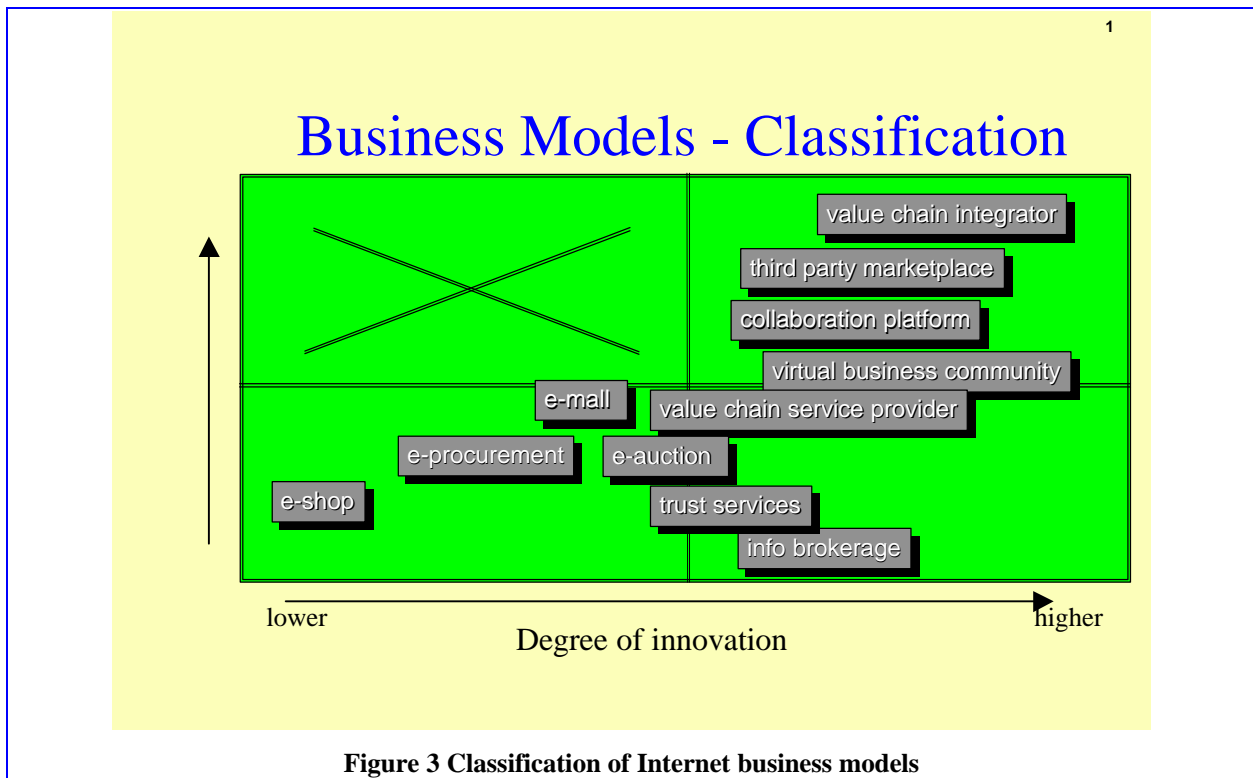 1
Business Models - Classification
value chain integrator
third party marketplace
collaboration platform
virtual business community
e-mall
value chain service provider
e-procurement
e-auction
e-shop
trust services
info brokerage
lower
higher
Degree of innovation
Figure 3 Classification of Internet business models